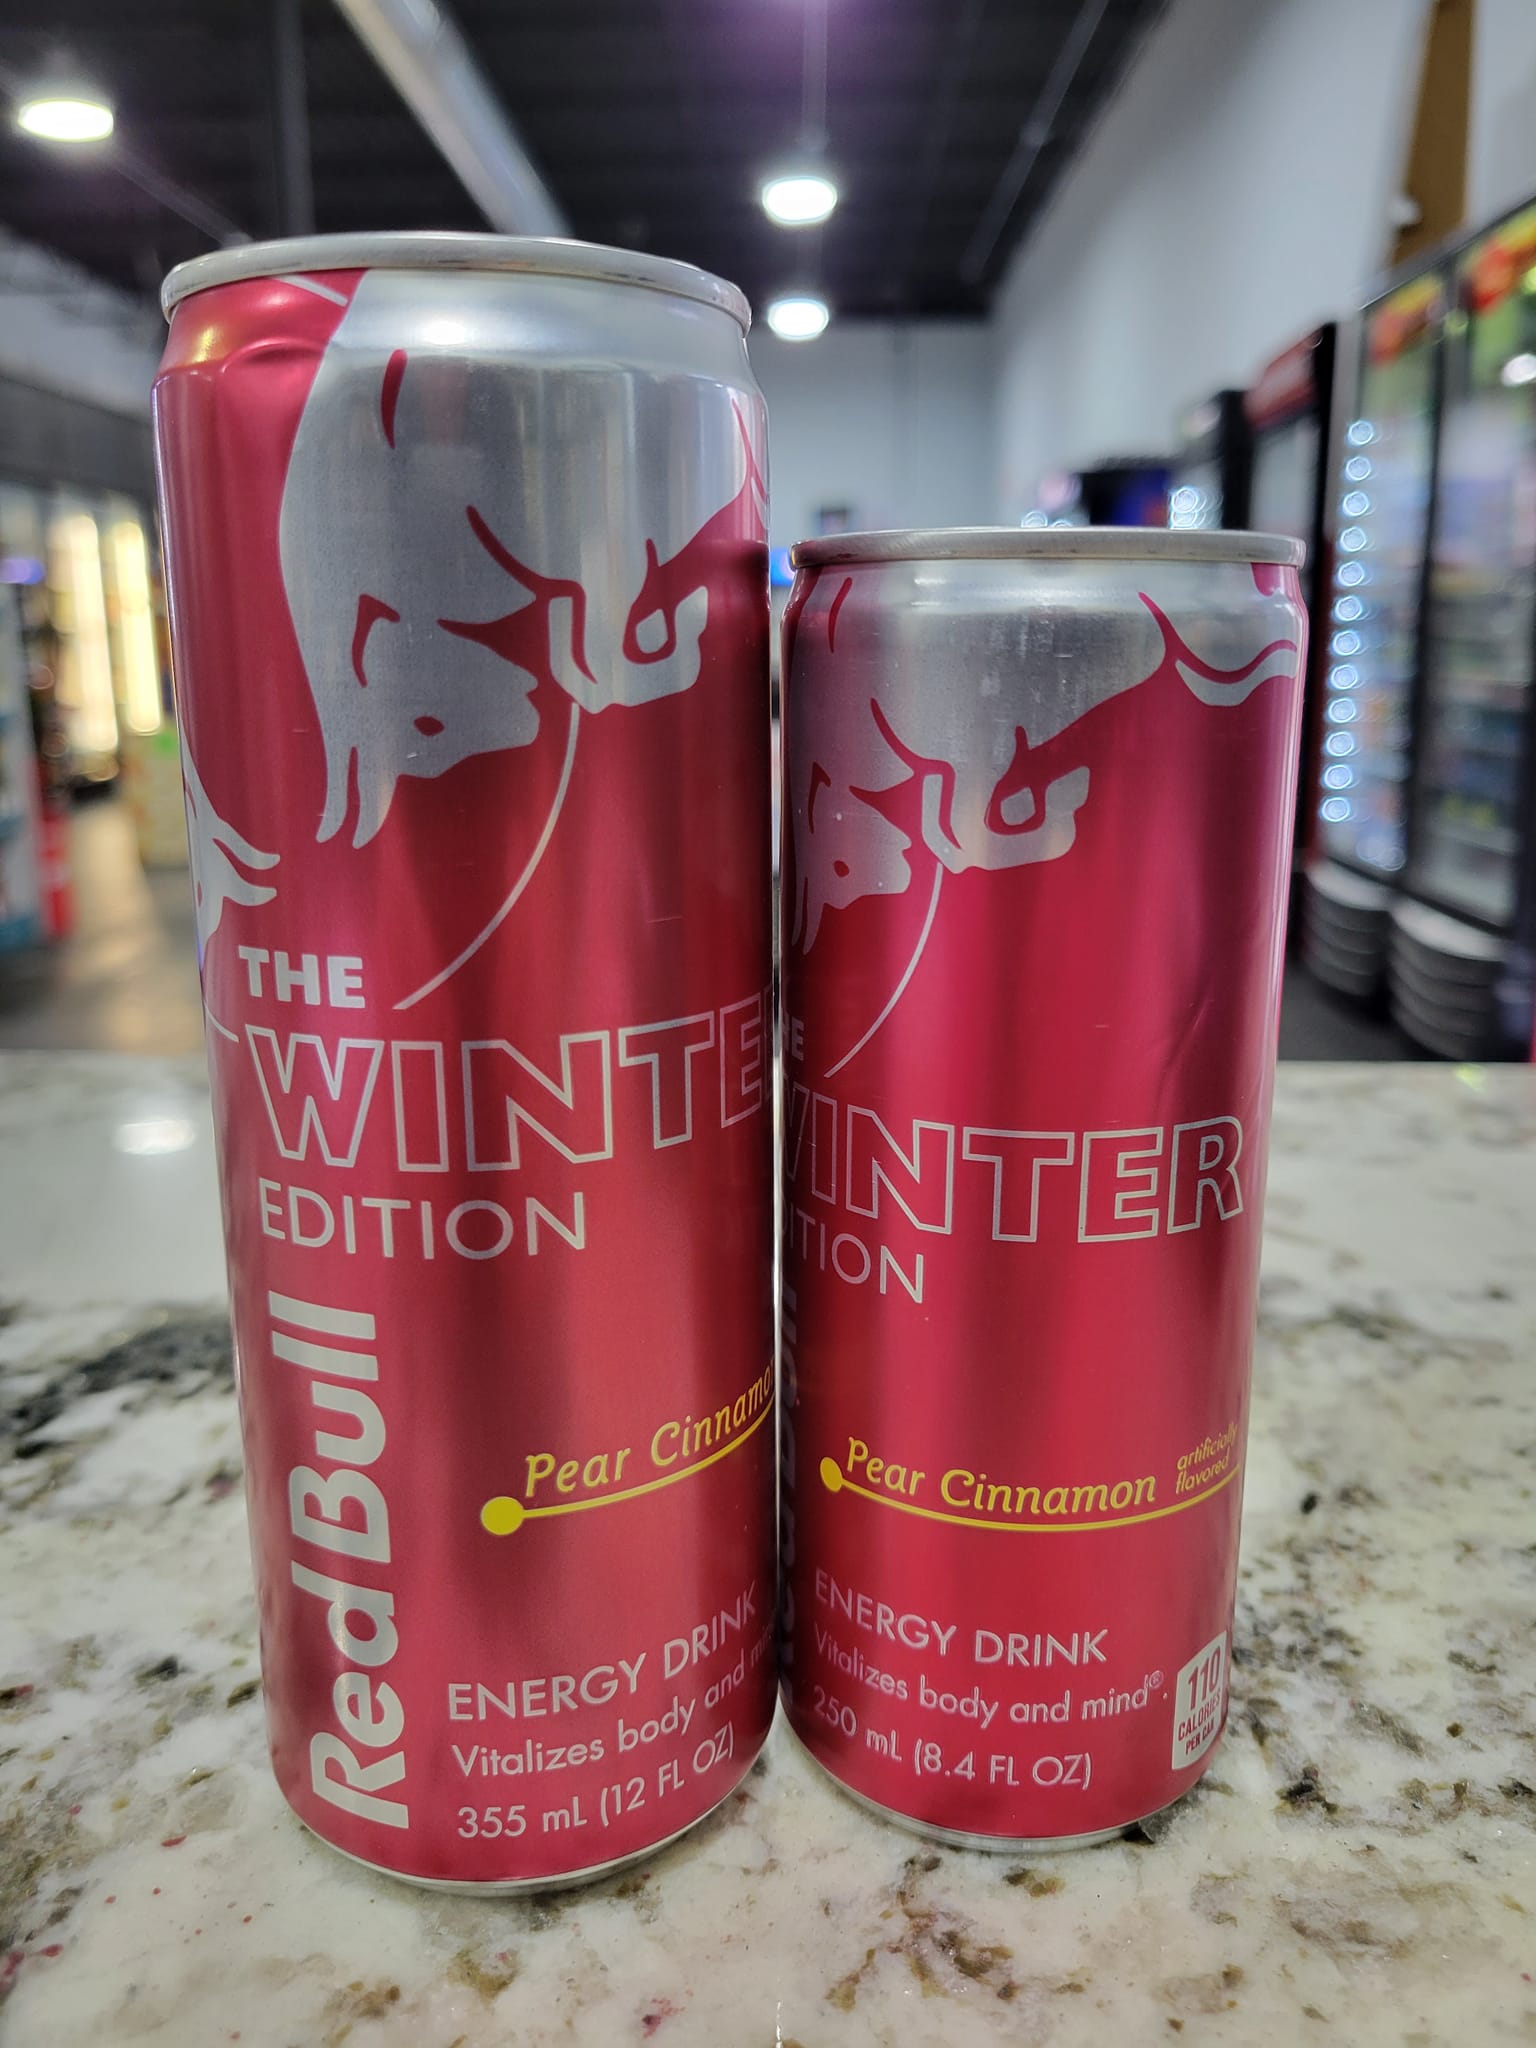 THE
WINTE
EDITION
Red Bull
Pear Cinnamo
ENERGY DRINK
Vitalizes body and mi
355 mL (12 FL OZ)
HE
INTER
ITION
Pear Cinnamon
artificially
flavored
ENERGY DRINK
Vitalizes body and mind®.
250 mL (8.4 FL OZ)
110
CALORIES
PER CAN